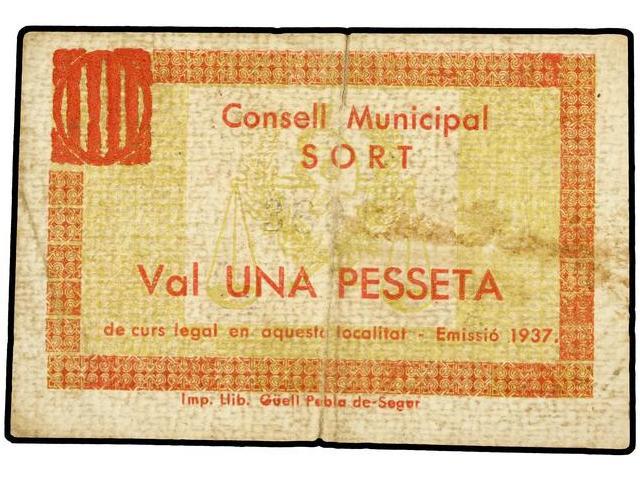 Consell Municipal
SORT
Val UNA PESSETA
de curs legal en aquesta localitat - Emissió 1937.
Imp. Llib. Güell Pobla de-Segur